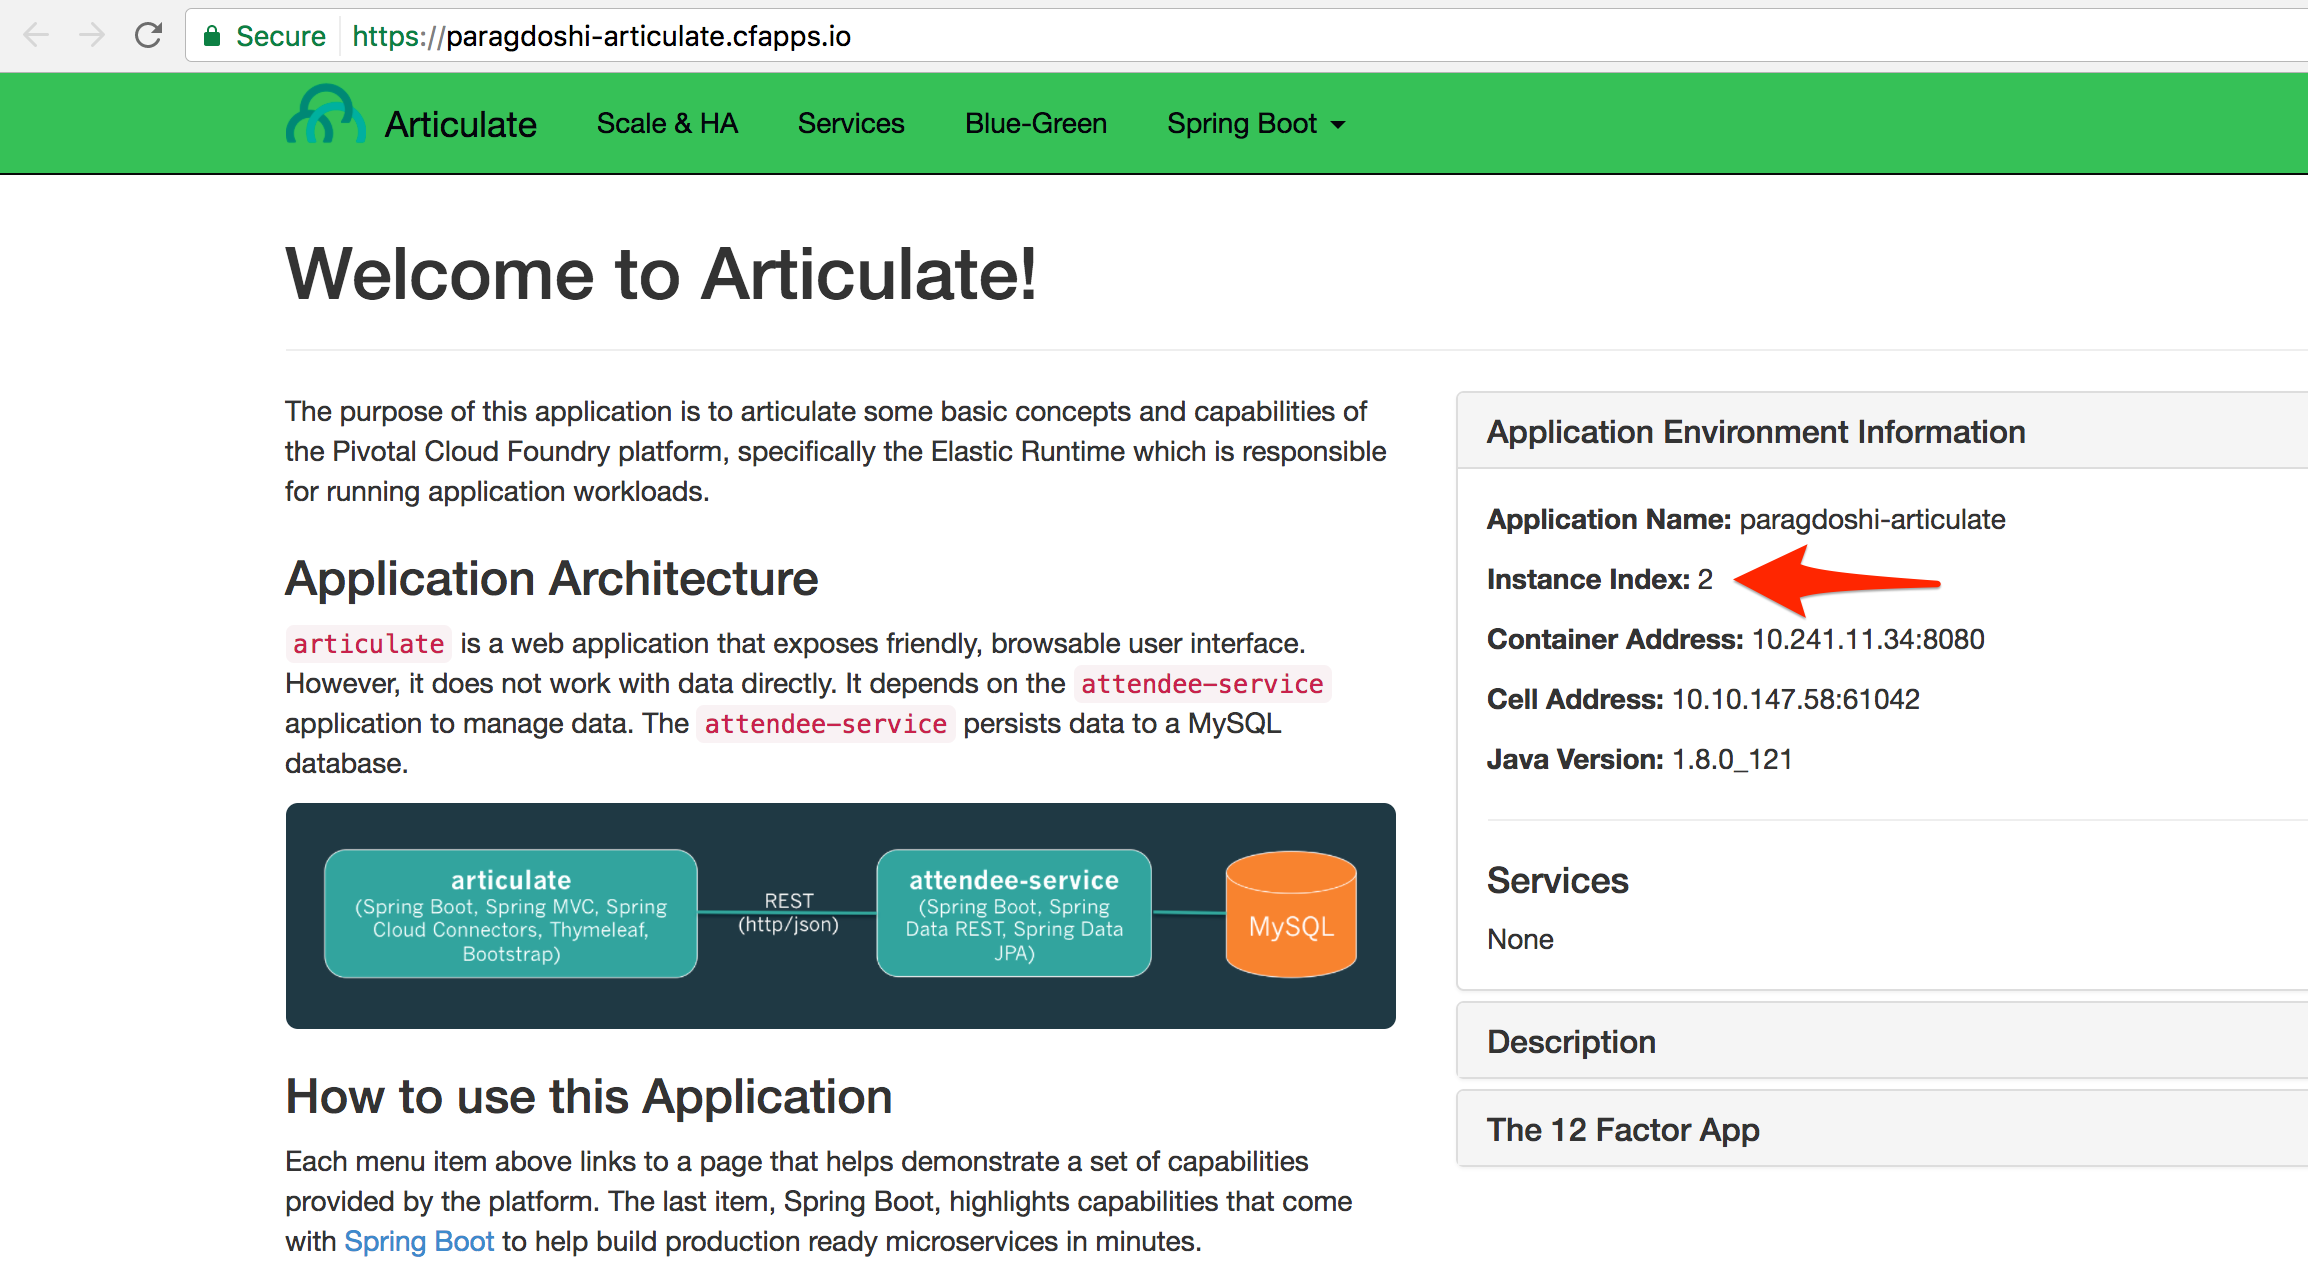 Secure https://paragdoshi-articulate.cfapps.io
Articulate Scale & HA Services Blue-Green Spring Boot
Welcome to Articulate!
The purpose of this application is to articulate some basic concepts and capabilities of
the Pivotal Cloud Foundry platform, specifically the Elastic Runtime which is responsible
for running application workloads.
Application Architecture
articulate is a web application that exposes friendly, browsable user interface.
However, it does not work with data directly. It depends on the attendee-service
application to manage data. The attendee-service persists data to a MySQL
database.
articulate
(Spring Boot, Spring MVC, Spring
Cloud Connectors, Thymeleaf,
Bootstrap)
REST
(http/json)
attendee-service
(Spring Boot, Spring
Data REST, Spring Data
JPA)
MySQL
How to use this Application
Each menu item above links to a page that helps demonstrate a set of capabilities
provided by the platform. The last item, Spring Boot, highlights capabilities that come
with Spring Boot to help build production ready microservices in minutes.
Application Environment Information
Application Name: paragdoshi-articulate
Instance Index: 2
Container Address: 10.241.11.34:8080
Cell Address: 10.10.147.58:61042
Java Version: 1.8.0_121
Services
None
Description
The 12 Factor App